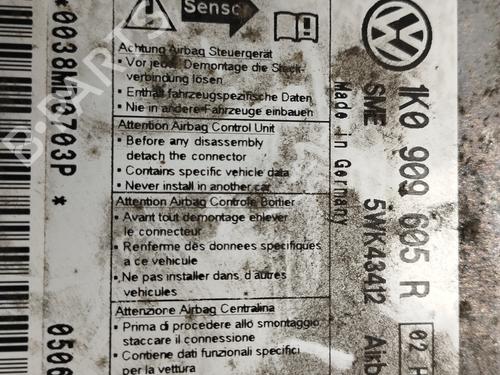 Sensor
Achtung Airbag Steuergerät
• Vor jeder Demontage die Steck-
verbindung lösen.
• Enthält fahrzeugspezifische Daten
• Nie in andere Fahrzeuge einbauen
Attention Airbag Control Unit
• Before any disassembly
detach the connector
• Contains specific vehicle data
• Never install in another car
Attention Airbag Controle Boitier
• Avant tout demontage enlever
le connecteur
• Renferme des données specifiques
a ce vehicule
• Ne pas installer dans d'autres
véhicules
Attenzione Airbag Centralina
• Prima di procedere allo smontaggio
staccare il connessione
• Contiene dati funzionali specifici
per la vettura
1K0 909 605 R
SME 5WK43412
Made in Germany
Airb
02 H
B-PARTS